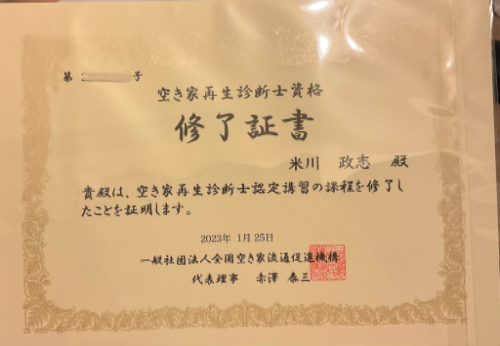 第 号
空き家再生診断士資格
修了証書
米川 政志 殿
貴殿は、空き家再生診断士認定講習の課程を修了し
たことを証明します。
2023年 1月25日
一般社団法人全国空き家流通促進機構
代表理事 赤澤 泰三